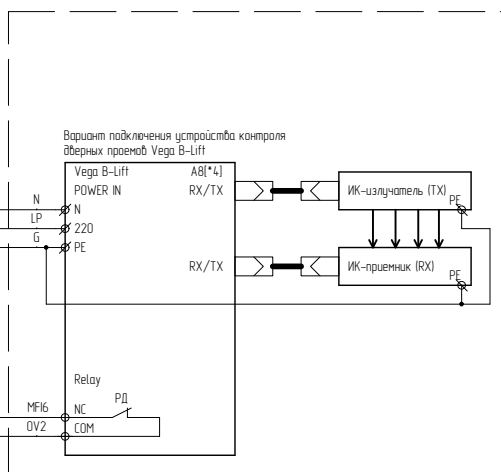 Вариант подключения устройства контроля
дверных проемов Vega B-Lift
Vega B-Lift A8[*4]
POWER IN RX/TX
N N
LP 220
G PE
ИК-излучатель (TX) PE
RX/TX
ИК-приемник (RX) PE
Relay
РД
MFI6 NC
0V2 COM